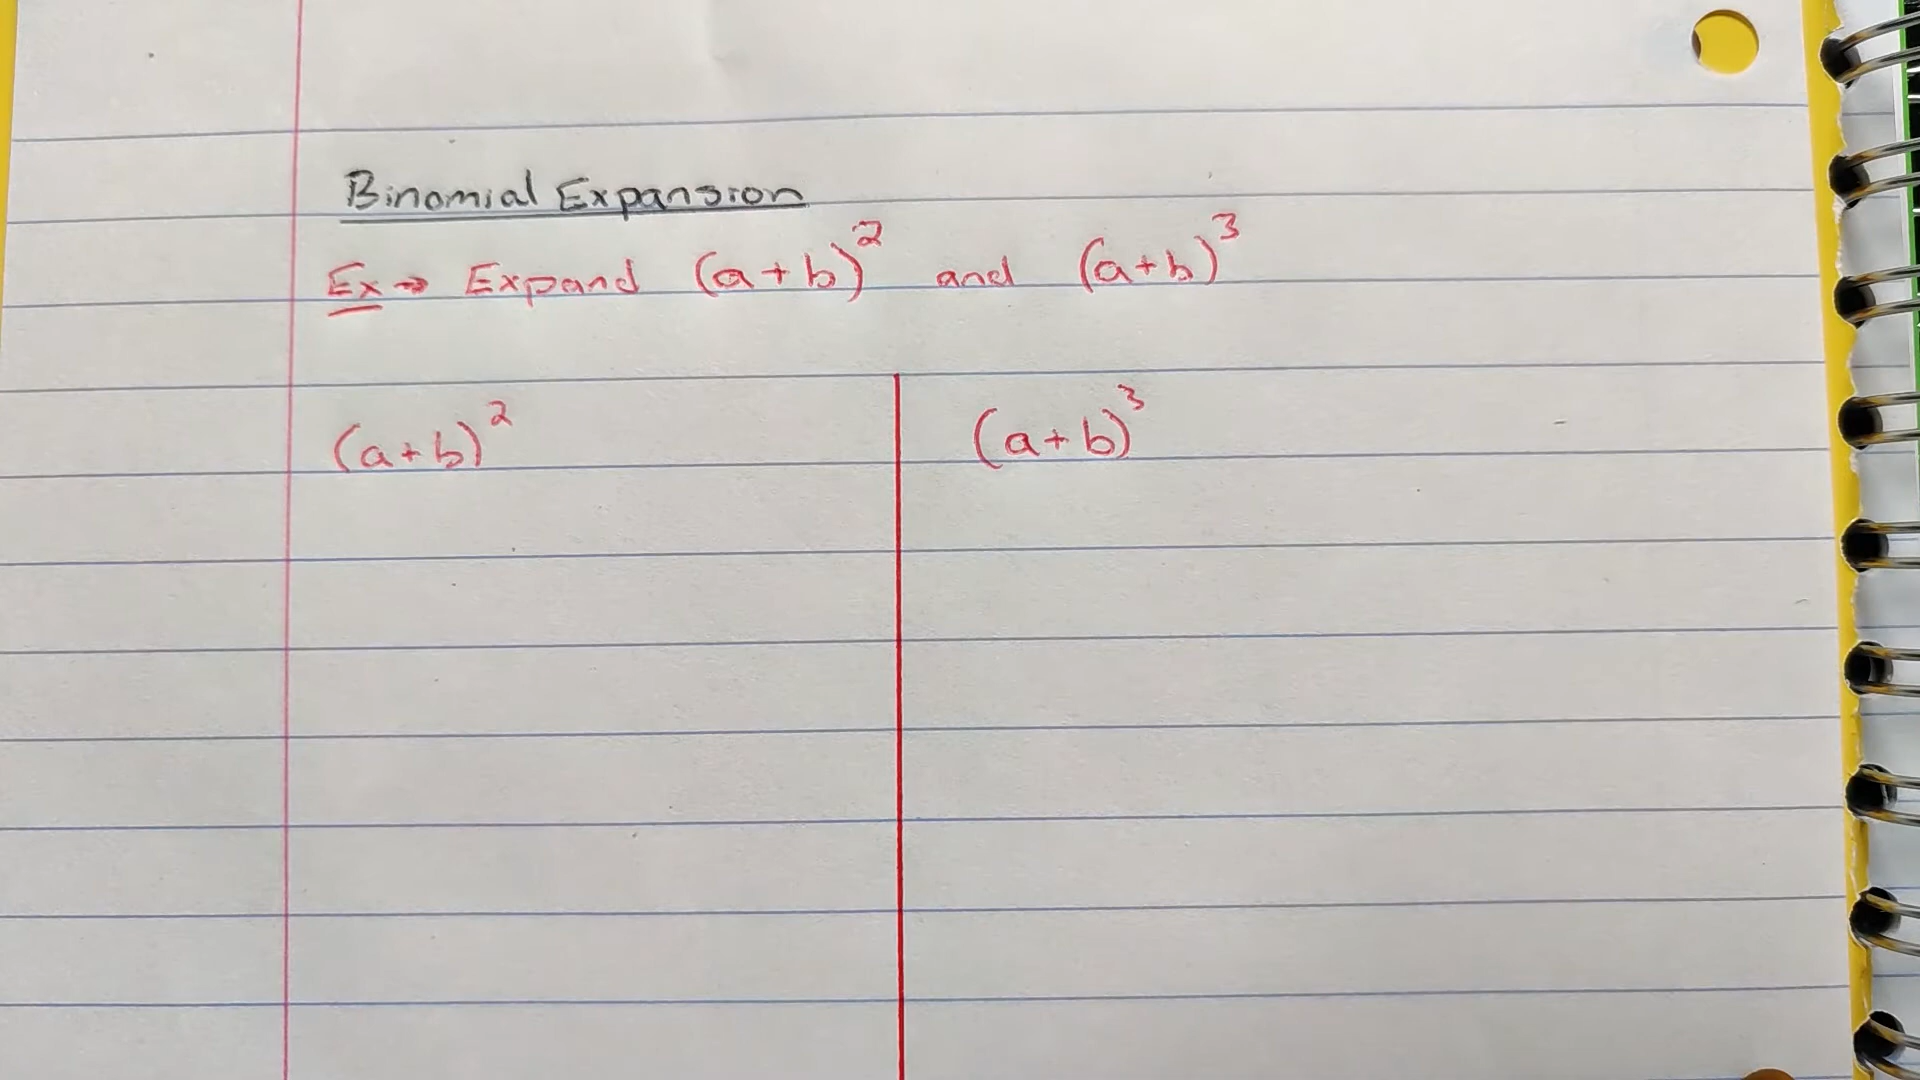 Binomial Expansion
Ex → Expand (a+b)² and (a+b)³
(a+b)²
(a+b)³